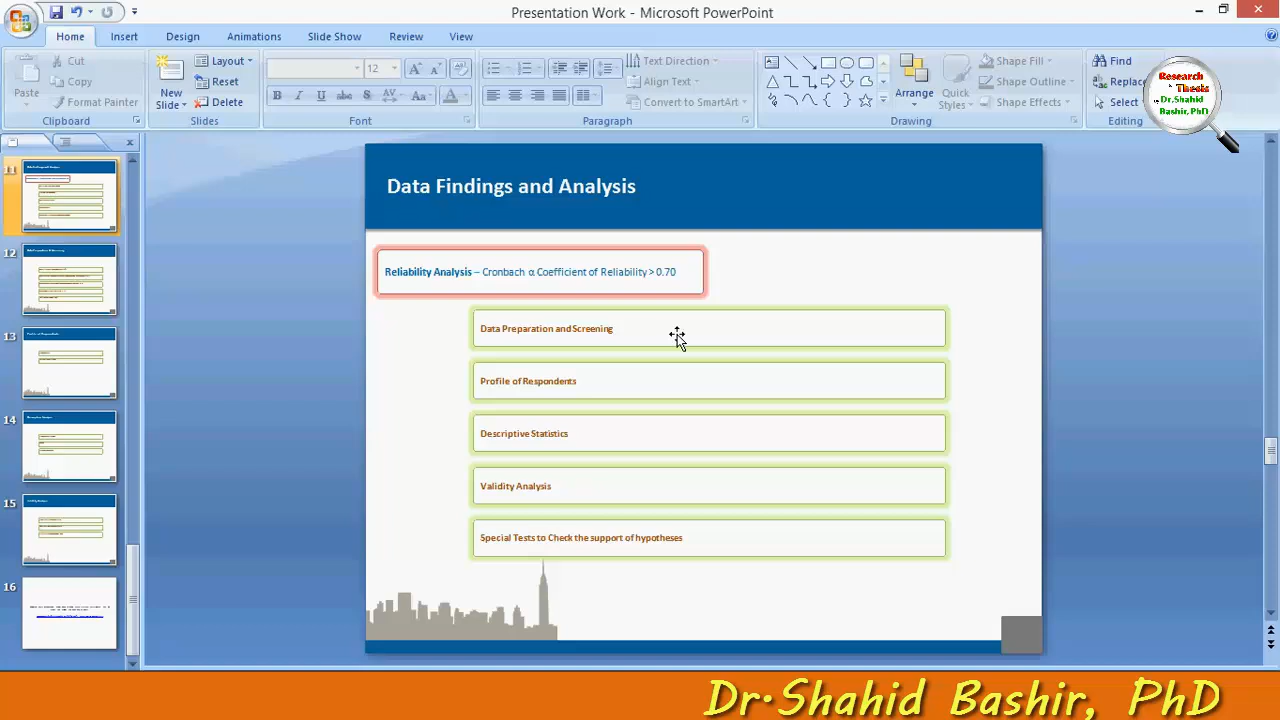 Presentation Work - Microsoft PowerPoint
Home Insert Design Animations Slide Show Review View
Paste
Cut
Copy
Format Painter
Clipboard
New Slide
Layout
Reset
Delete
Slides
12
B I U abc S AV Aa A
Font
Text Direction
Align Text
Convert to SmartArt
Paragraph
Arrange
Quick Styles
Shape Fill
Shape Outline
Shape Effects
Drawing
Find
Replace
Select
Editing
Research
Thesis
Dr.Shahid
Bashir, PhD
11
12
13
14
15
16
Data Findings and Analysis
Reliability Analysis – Cronbach α Coefficient of Reliability > 0.70
Data Preparation and Screening
Profile of Respondents
Descriptive Statistics
Validity Analysis
Special Tests to Check the support of hypotheses
Dr.Shahid Bashir, PhD